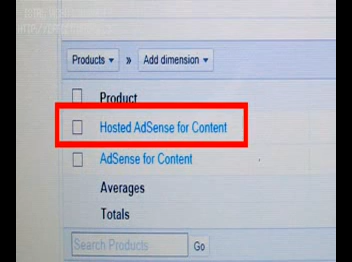 Products » Add dimension
Product
Hosted AdSense for Content
AdSense for Content
Averages
Totals
Search Products Go